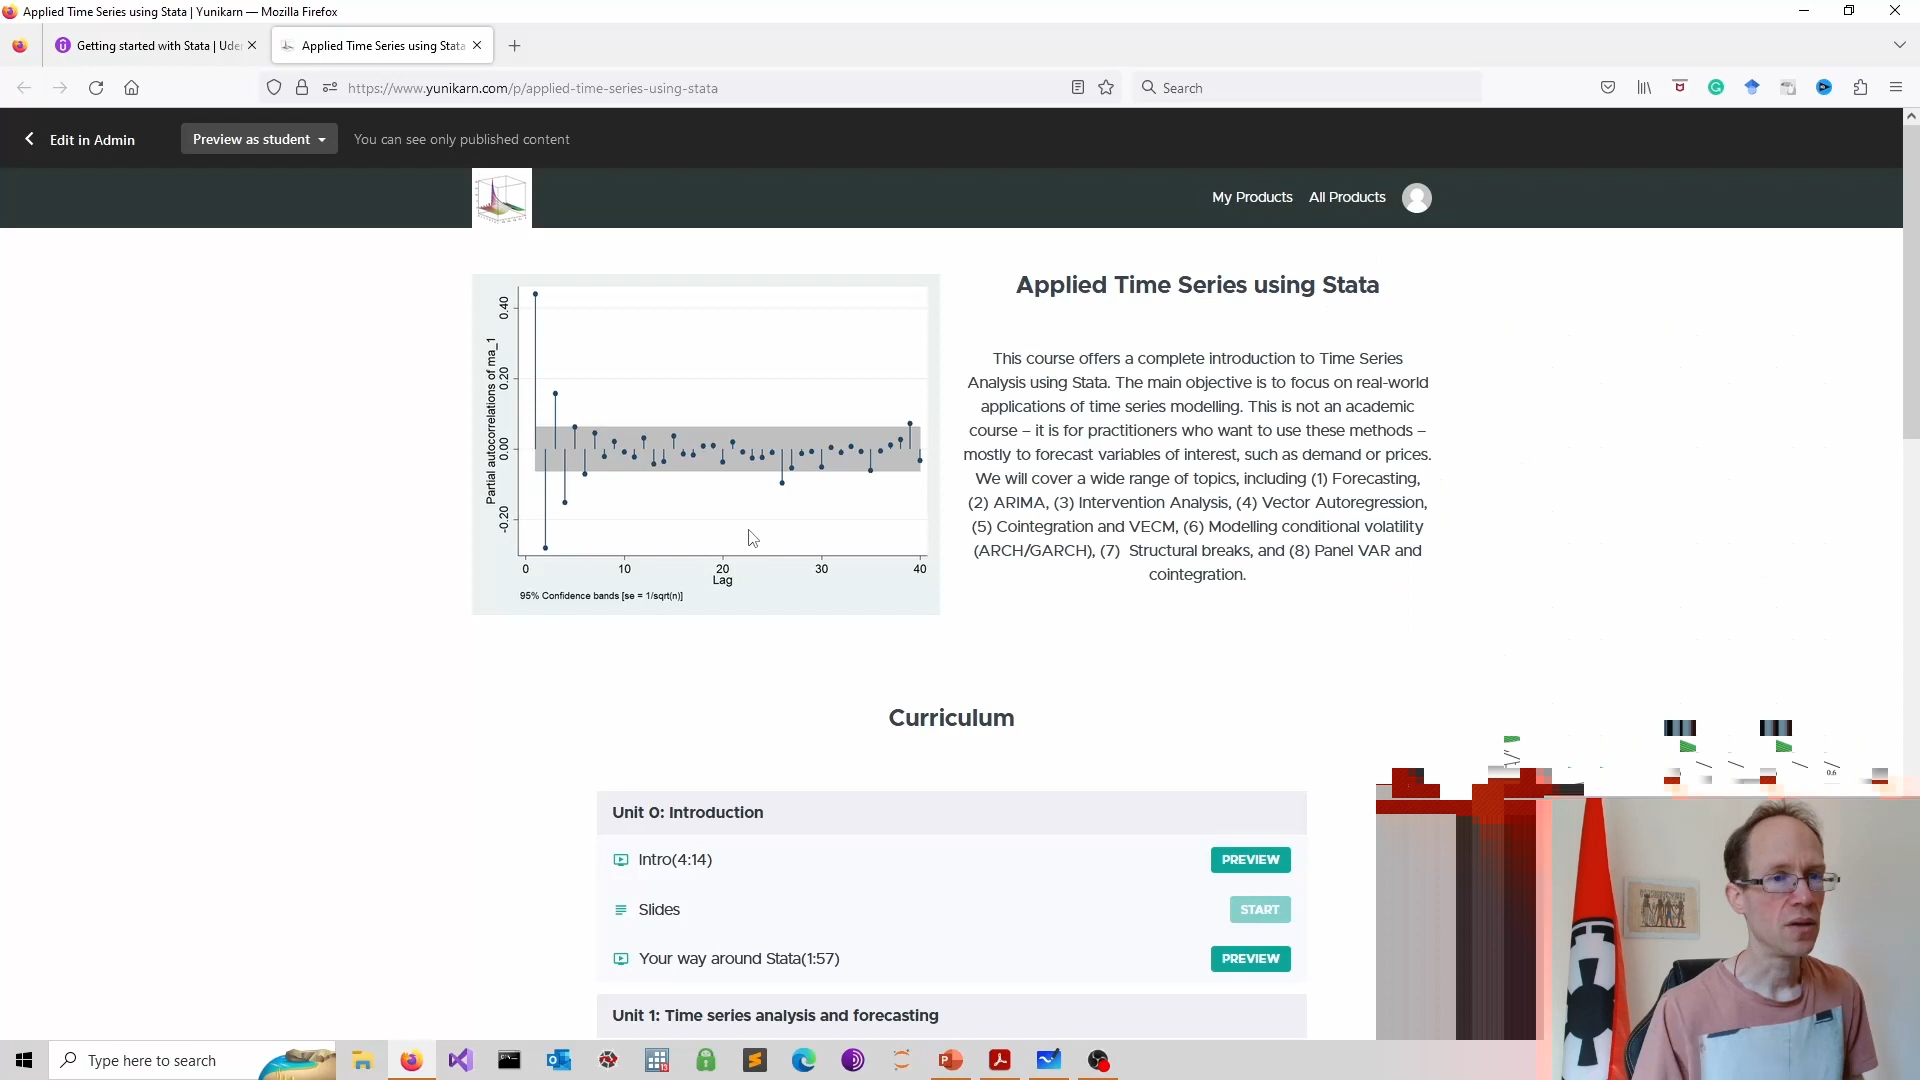 Applied Time Series using Stata | Yunikarn — Mozilla Firefox
Getting started with Stata | Ude
Applied Time Series using Stata
https://www.yunikarn.com/p/applied-time-series-using-stata
Search
Edit in Admin
Preview as student
You can see only published content
My Products
All Products
Applied Time Series using Stata
This course offers a complete introduction to Time Series
Analysis using Stata. The main objective is to focus on real-world
applications of time series modelling. This is not an academic
course – it is for practitioners who want to use these methods –
mostly to forecast variables of interest, such as demand or prices.
We will cover a wide range of topics, including (1) Forecasting,
(2) ARIMA, (3) Intervention Analysis, (4) Vector Autoregression,
(5) Cointegration and VECM, (6) Modelling conditional volatility
(ARCH/GARCH), (7) Structural breaks, and (8) Panel VAR and
cointegration.
Partial autocorrelations of ma_1
0.40
0.20
0.00
-0.20
0
10
20
30
40
Lag
95% Confidence bands [se = 1/sqrt(n)]
Curriculum
Unit 0: Introduction
Intro(4:14)
PREVIEW
Slides
START
Your way around Stata(1:57)
PREVIEW
Unit 1: Time series analysis and forecasting
0.6
Type here to search